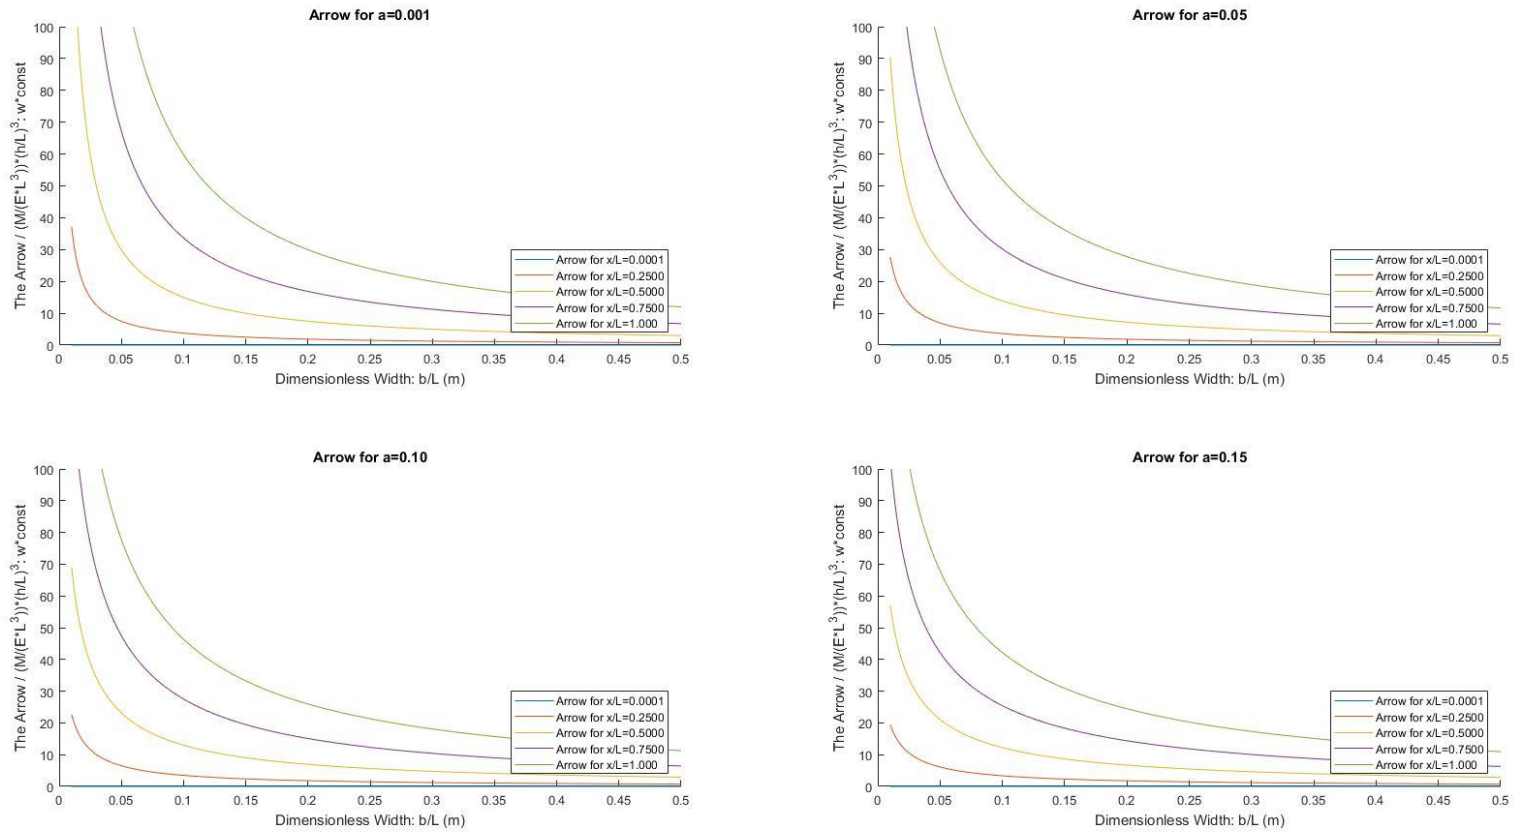 Arrow for a=0.001
The Arrow / (M/(E*L^3))*(h/L)^3: w*const
100
90
80
70
60
50
40
30
20
10
0
0 0.05 0.1 0.15 0.2 0.25 0.3 0.35 0.4 0.45 0.5
Dimensionless Width: b/L (m)
Arrow for x/L=0.0001
Arrow for x/L=0.2500
Arrow for x/L=0.5000
Arrow for x/L=0.7500
Arrow for x/L=1.000
Arrow for a=0.05
The Arrow / (M/(E*L^3))*(h/L)^3: w*const
100
90
80
70
60
50
40
30
20
10
0
0 0.05 0.1 0.15 0.2 0.25 0.3 0.35 0.4 0.45 0.5
Dimensionless Width: b/L (m)
Arrow for x/L=0.0001
Arrow for x/L=0.2500
Arrow for x/L=0.5000
Arrow for x/L=0.7500
Arrow for x/L=1.000
Arrow for a=0.10
The Arrow / (M/(E*L^3))*(h/L)^3: w*const
100
90
80
70
60
50
40
30
20
10
0
0 0.05 0.1 0.15 0.2 0.25 0.3 0.35 0.4 0.45 0.5
Dimensionless Width: b/L (m)
Arrow for x/L=0.0001
Arrow for x/L=0.2500
Arrow for x/L=0.5000
Arrow for x/L=0.7500
Arrow for x/L=1.000
Arrow for a=0.15
The Arrow / (M/(E*L^3))*(h/L)^3: w*const
100
90
80
70
60
50
40
30
20
10
0
0 0.05 0.1 0.15 0.2 0.25 0.3 0.35 0.4 0.45 0.5
Dimensionless Width: b/L (m)
Arrow for x/L=0.0001
Arrow for x/L=0.2500
Arrow for x/L=0.5000
Arrow for x/L=0.7500
Arrow for x/L=1.000